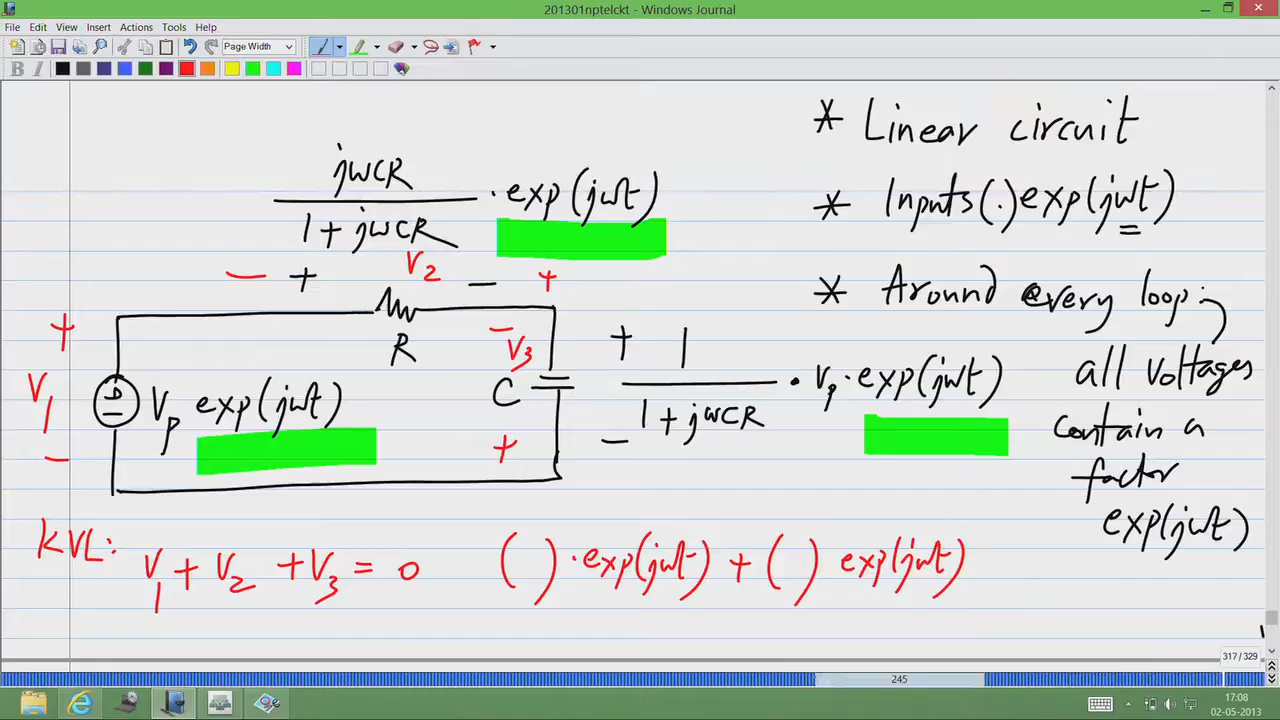 201301nptelckt - Windows Journal
File Edit View Insert Actions Tools Help
Page Width
B I
jωCR
1 + jωCR
· exp(jωt)
− + V2 − +
R
+
V1
−
Vp exp(jωt)
− V3
C
+
+ 1
1 + jωCR
−
· Vp · exp(jωt)
* Linear circuit
* Inputs (·) exp(jωt)
* Around every loop,
all voltages
contain a
factor
exp(jωt)
KVL: V1 + V2 + V3 = 0 ( ) · exp(jωt) + ( ) exp(jωt)
317 / 329
245
17:08
02-05-2013